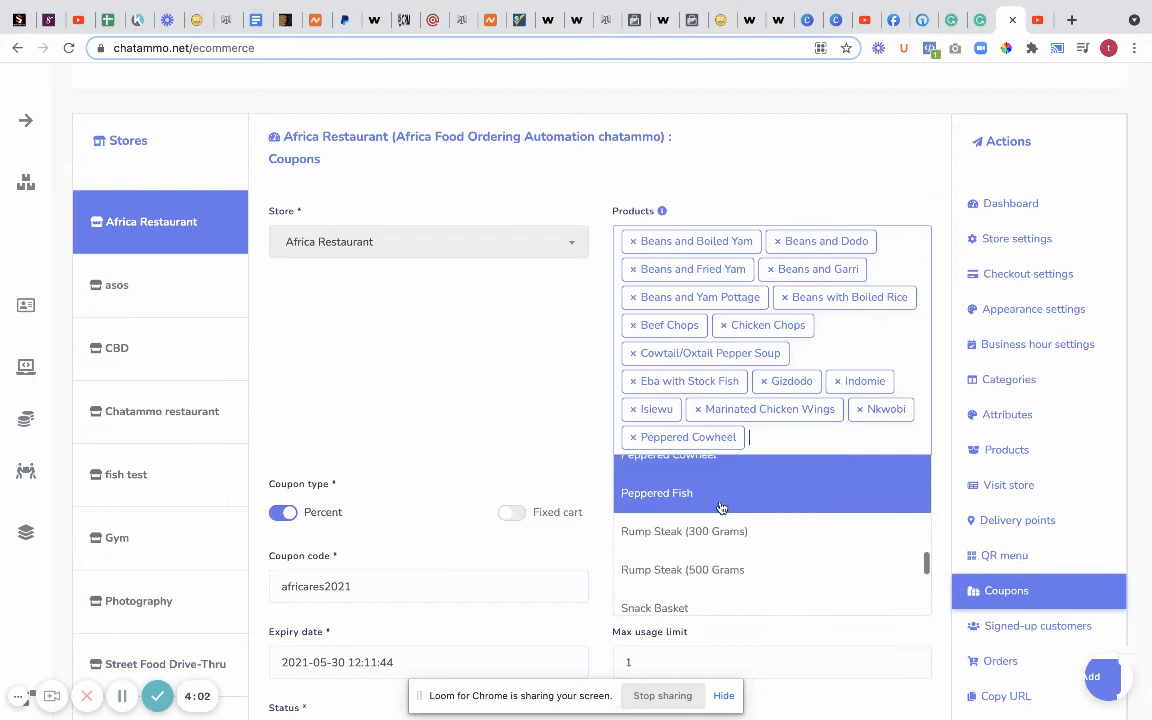 chatammo.net/ecommerce
Stores
Africa Restaurant (Africa Food Ordering Automation chatammo) :
Coupons
Actions
Africa Restaurant
asos
CBD
Chatammo restaurant
fish test
Gym
Photography
Street Food Drive-Thru
Store *
Africa Restaurant
Products
× Beans and Boiled Yam × Beans and Dodo
× Beans and Fried Yam × Beans and Garri
× Beans and Yam Pottage × Beans with Boiled Rice
× Beef Chops × Chicken Chops
× Cowtail/Oxtail Pepper Soup
× Eba with Stock Fish × Gizdodo × Indomie
× Isiewu × Marinated Chicken Wings × Nkwobi
× Peppered Cowheel
Peppered Cowheel
Peppered Fish
Rump Steak (300 Grams)
Rump Steak (500 Grams
Snack Basket
Coupon type *
Percent
Fixed cart
Coupon code *
africares2021
Expiry date *
2021-05-30 12:11:44
Max usage limit
1
Status *
Dashboard
Store settings
Checkout settings
Appearance settings
Business hour settings
Categories
Attributes
Products
Visit store
Delivery points
QR menu
Coupons
Signed-up customers
Orders
Copy URL
Add
4:02
Loom for Chrome is sharing your screen.
Stop sharing
Hide